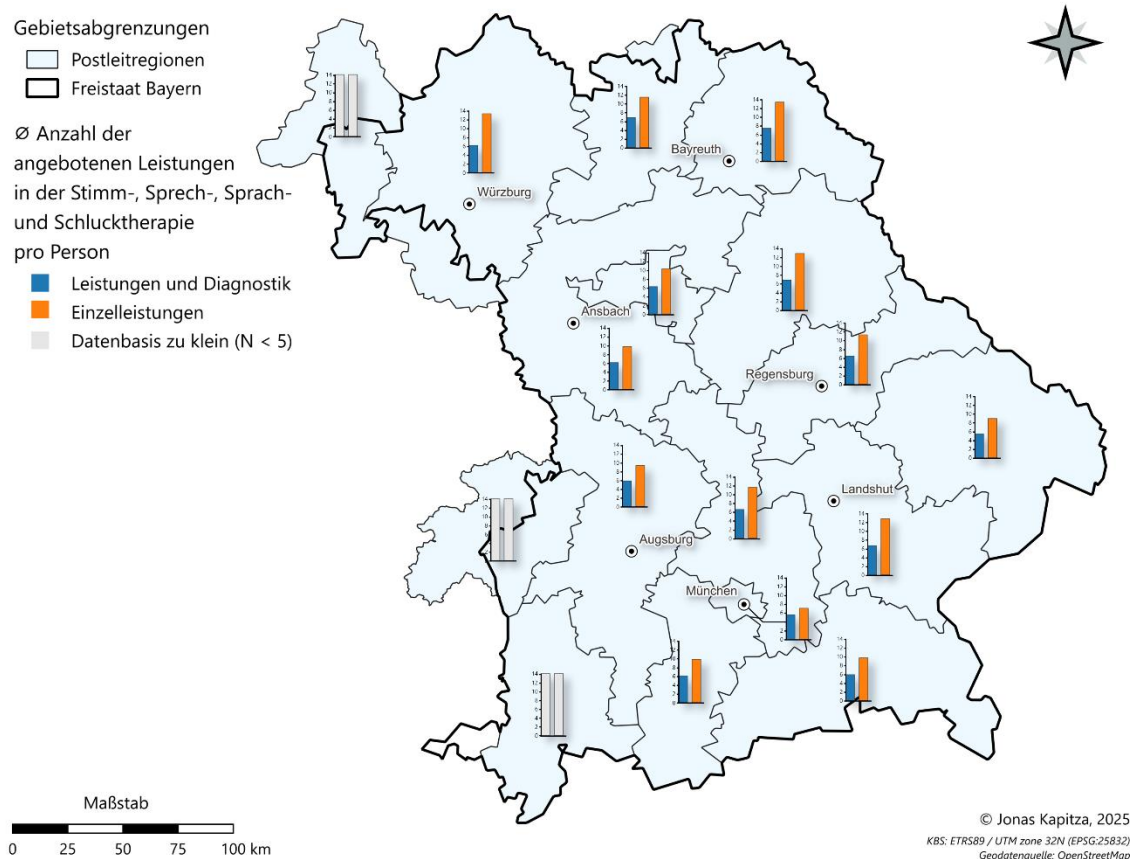 Gebietsabgrenzungen
Postleitregionen
Freistaat Bayern
Ø Anzahl der
angebotenen Leistungen
in der Stimm-, Sprech-, Sprach-
und Schlucktherapie
pro Person
Leistungen und Diagnostik
Einzelleistungen
Datenbasis zu klein (N < 5)
Bayreuth
Würzburg
Ansbach
Regensburg
Landshut
Augsburg
München
Maßstab
0 25 50 75 100 km
© Jonas Kapitza, 2025
KBS: ETRS89 / UTM zone 32N (EPSG:25832)
Geodatenquelle: OpenStreetMap